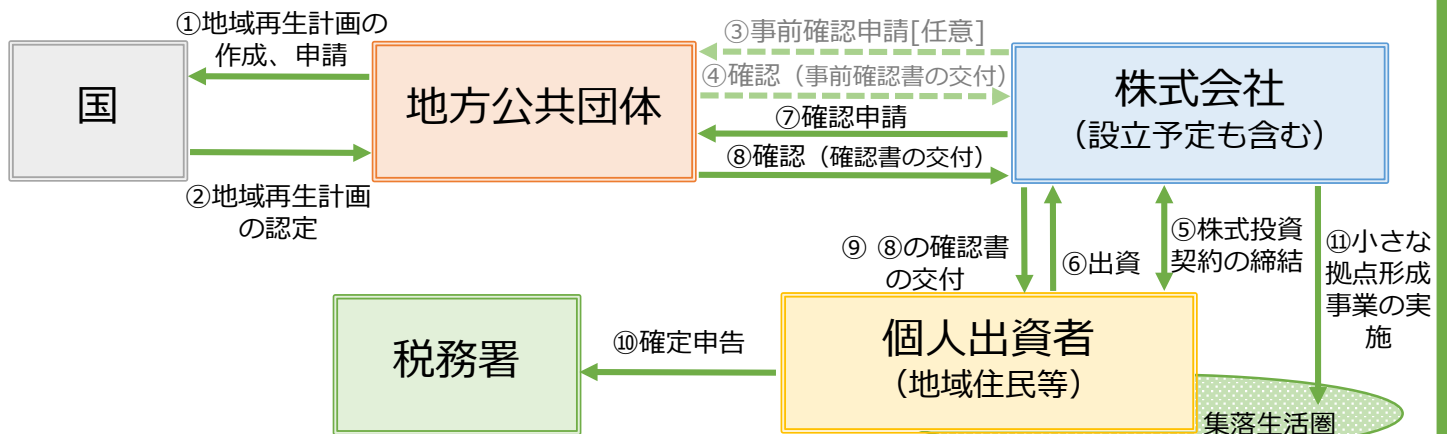 ①地域再生計画の
作成、申請
国
②地域再生計画
の認定
地方公共団体
③事前確認申請[任意]
④確認（事前確認書の交付）
⑦確認申請
⑧確認（確認書の交付）
株式会社
（設立予定も含む）
⑨ ⑧の確認書
の交付
⑥出資
⑤株式投資
契約の締結
⑪小さな
拠点形成
事業の実
施
税務署
⑩確定申告
個人出資者
（地域住民等）
集落生活圏